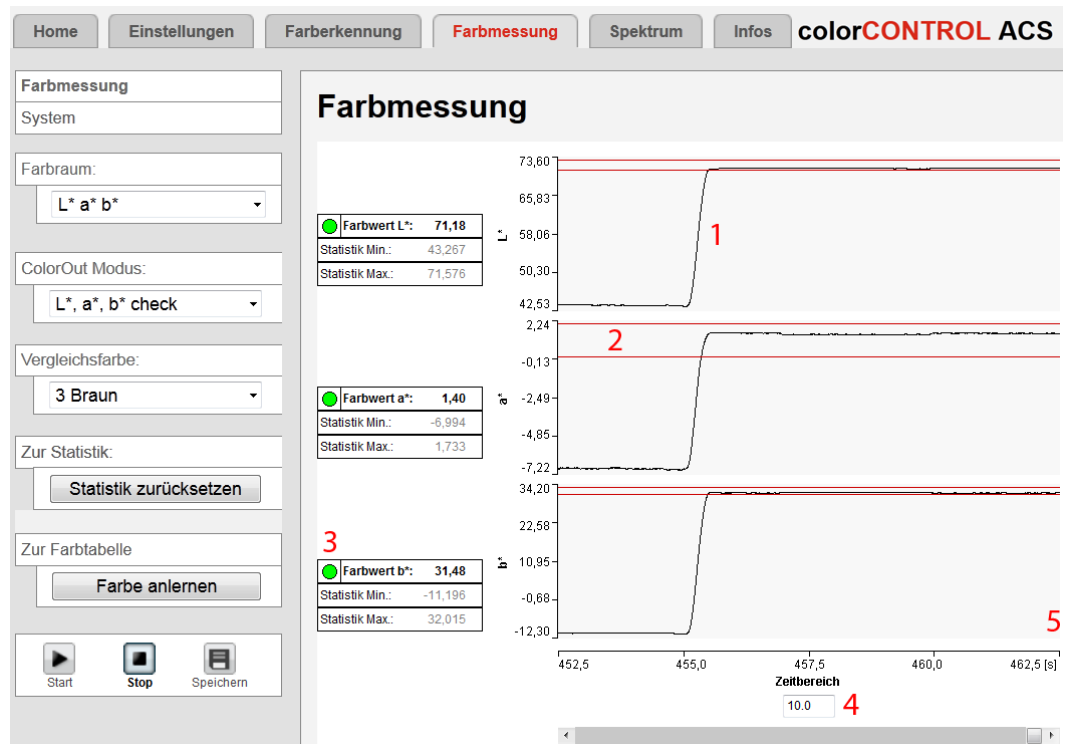 Home Einstellungen Farberkennung Farbmessung Spektrum Infos colorCONTROL ACS
Farbmessung
System
Farbraum:
L* a* b*
ColorOut Modus:
L*, a*, b* check
Vergleichsfarbe:
3 Braun
Zur Statistik:
Statistik zurücksetzen
Zur Farbtabelle
Farbe anlernen
Start Stop Speichern
Farbmessung
Farbwert L*: 71,18
Statistik Min.: 43,267
Statistik Max.: 71,576
L*
73,60
65,83
58,06
50,30
42,53
1
Farbwert a*: 1,40
Statistik Min.: -6,994
Statistik Max.: 1,733
a*
2,24
-0,13
-2,49
-4,85
-7,22
2
3
Farbwert b*: 31,48
Statistik Min.: -11,196
Statistik Max.: 32,015
b*
34,20
22,58
10,95
-0,68
-12,30
5
452,5 455,0 457,5 460,0 462,5 [s]
Zeitbereich
10.0 4